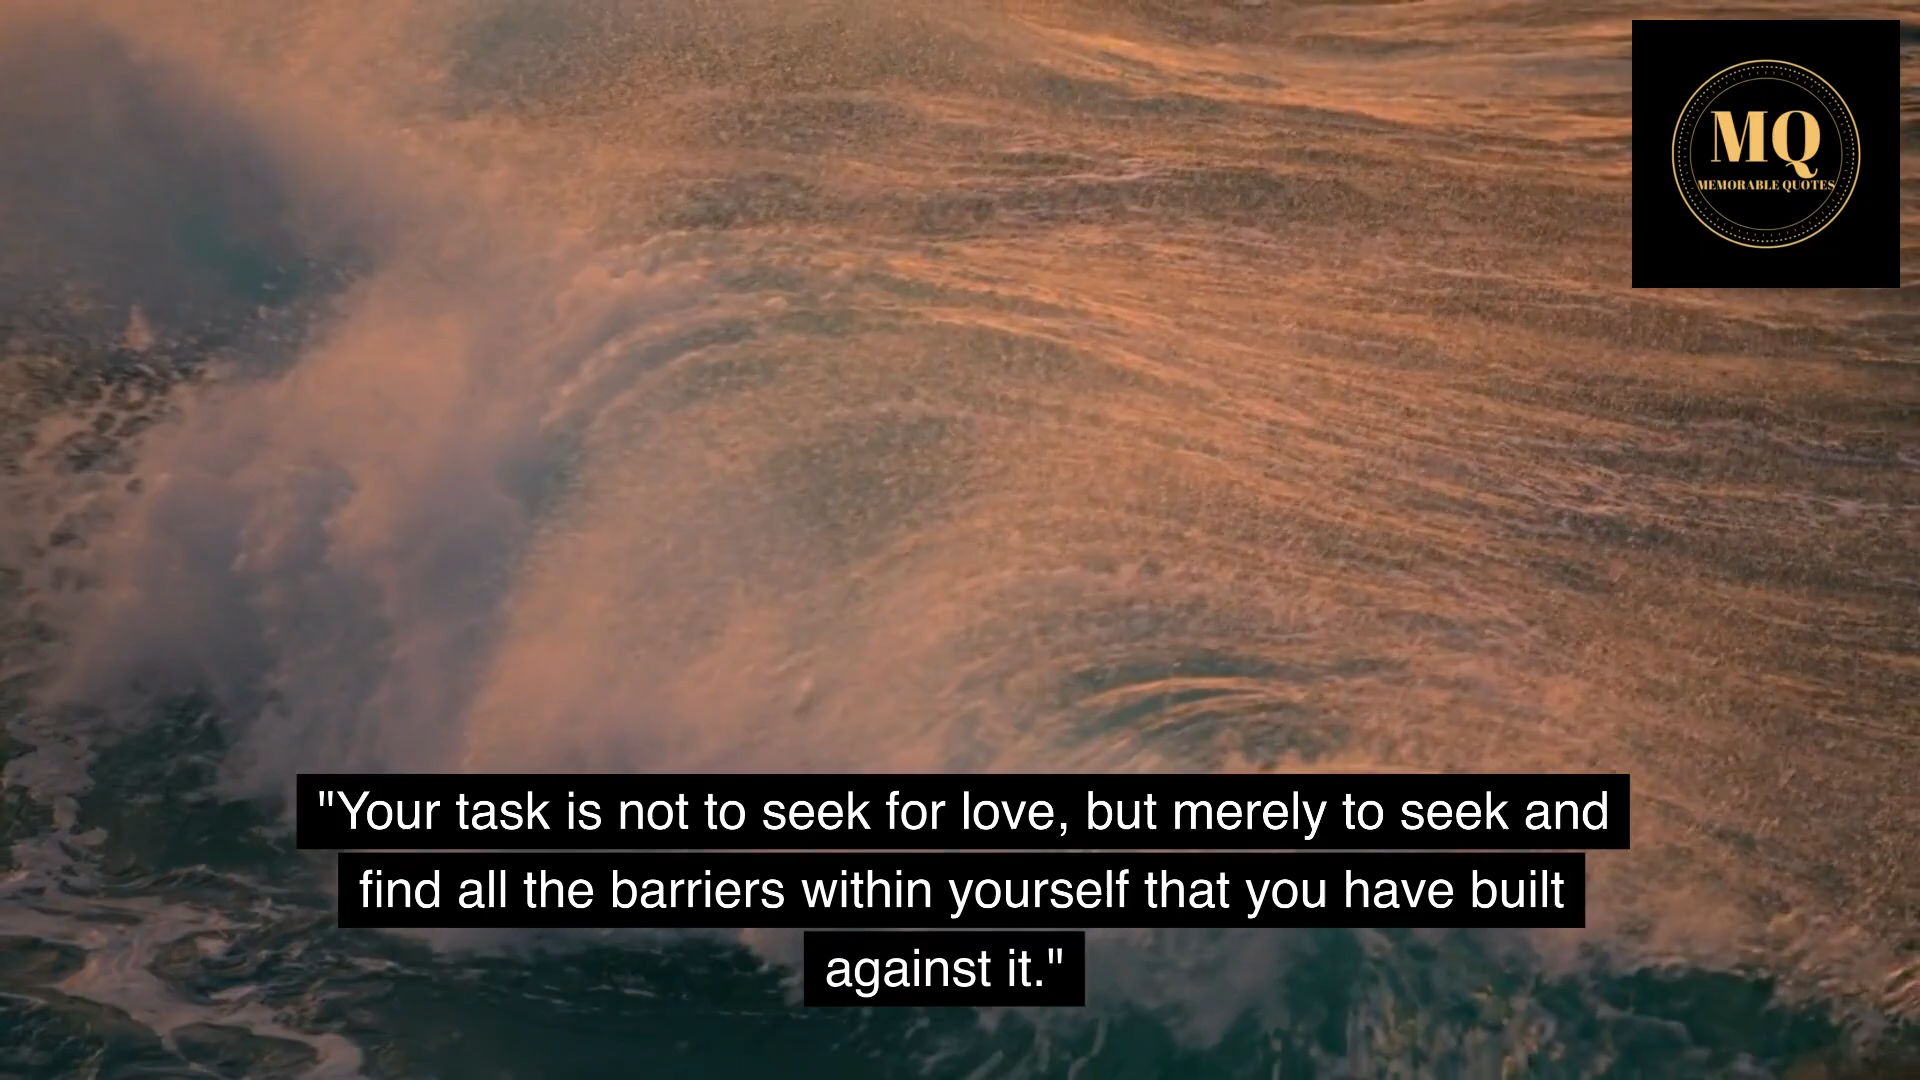 MQ
MEMORABLE QUOTES
"Your task is not to seek for love, but merely to seek and
find all the barriers within yourself that you have built
against it."